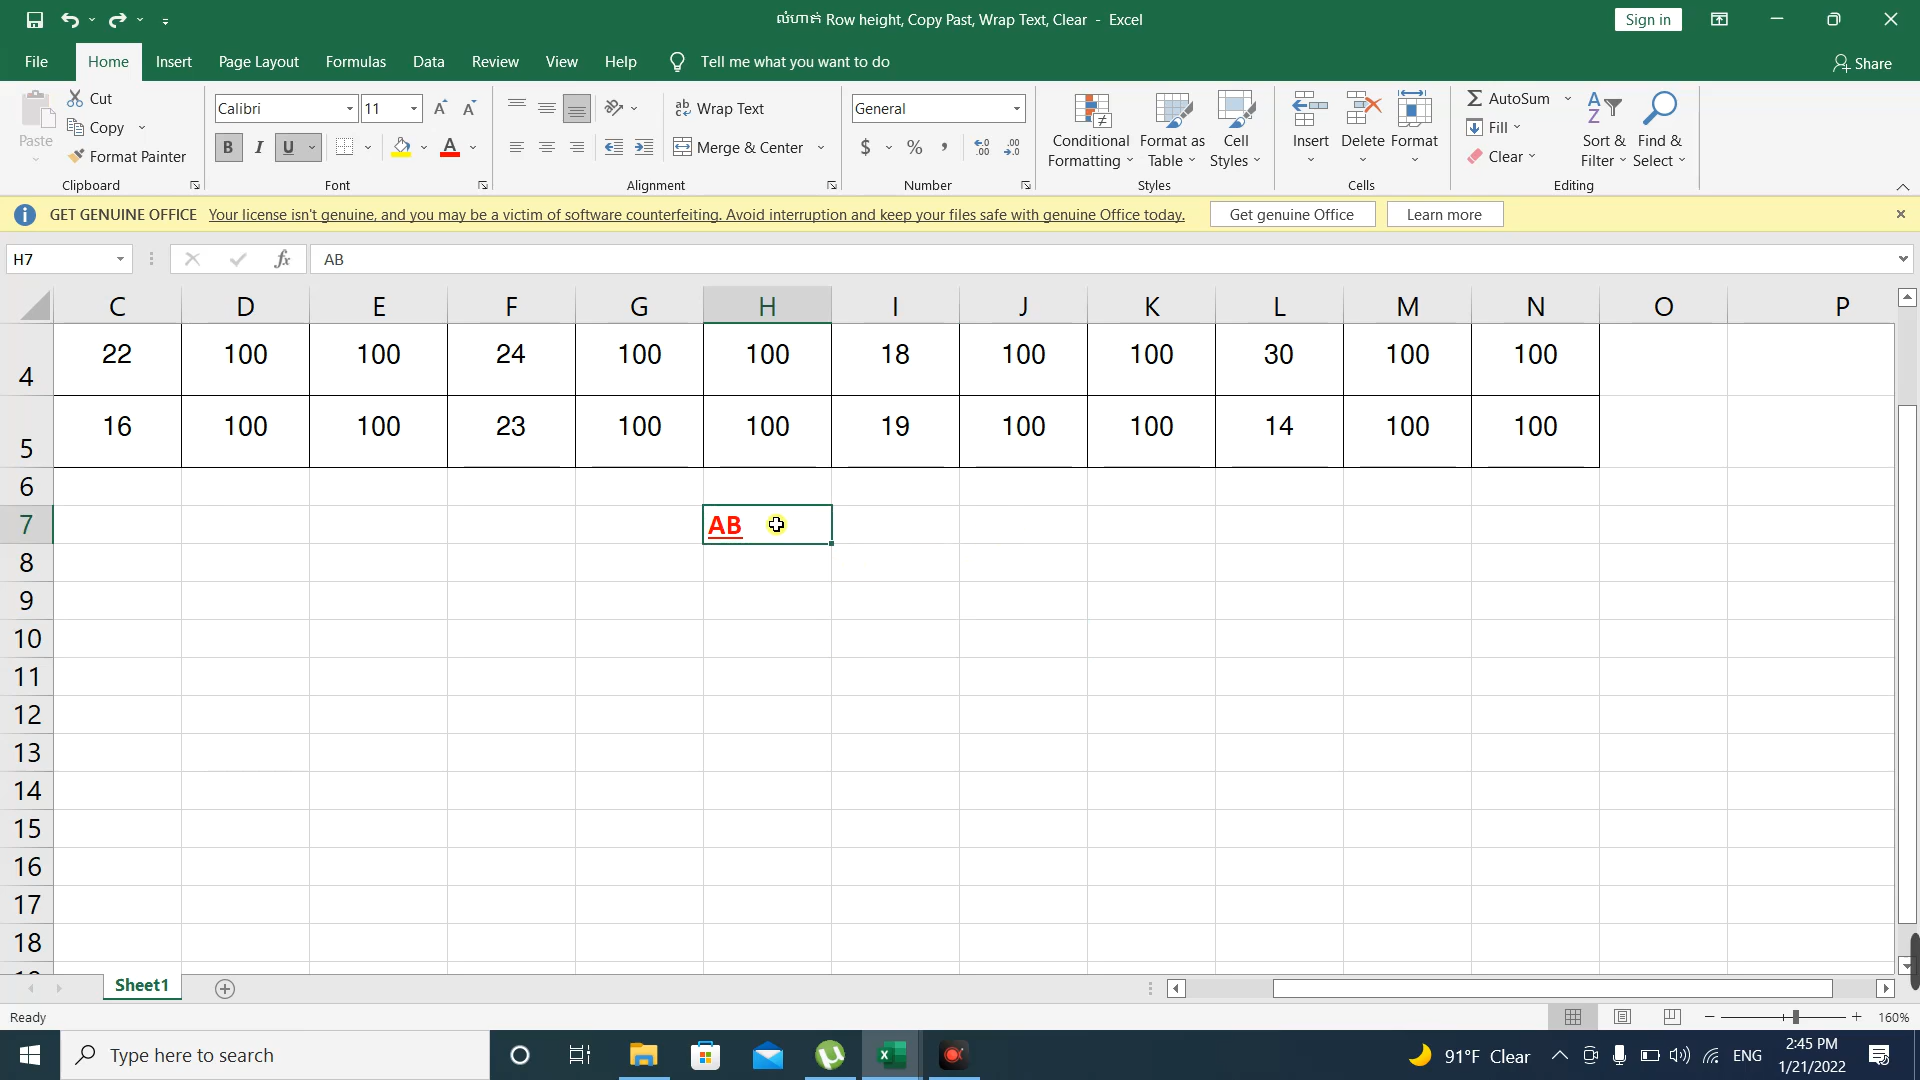 លំហាត់ Row height, Copy Past, Wrap Text, Clear - Excel
Sign in
File Home Insert Page Layout Formulas Data Review View Help Tell me what you want to do
Share
Paste
Cut
Copy
Format Painter
Clipboard
Calibri 11
B I U
Font
Wrap Text
Merge & Center
Alignment
General
$ % ,
Number
Conditional Formatting
Format as Table
Cell Styles
Styles
Insert Delete Format
Cells
AutoSum
Fill
Clear
Sort & Filter
Find & Select
Editing
GET GENUINE OFFICE Your license isn't genuine, and you may be a victim of software counterfeiting. Avoid interruption and keep your files safe with genuine Office today. Get genuine Office Learn more
H7 fx AB
C D E F G H I J K L M N O P
4 22 100 100 24 100 100 18 100 100 30 100 100
5 16 100 100 23 100 100 19 100 100 14 100 100
6
7 AB
8
9
10
11
12
13
14
15
16
17
18
Sheet1
Ready
160%
Type here to search
91°F Clear
ENG
2:45 PM
1/21/2022